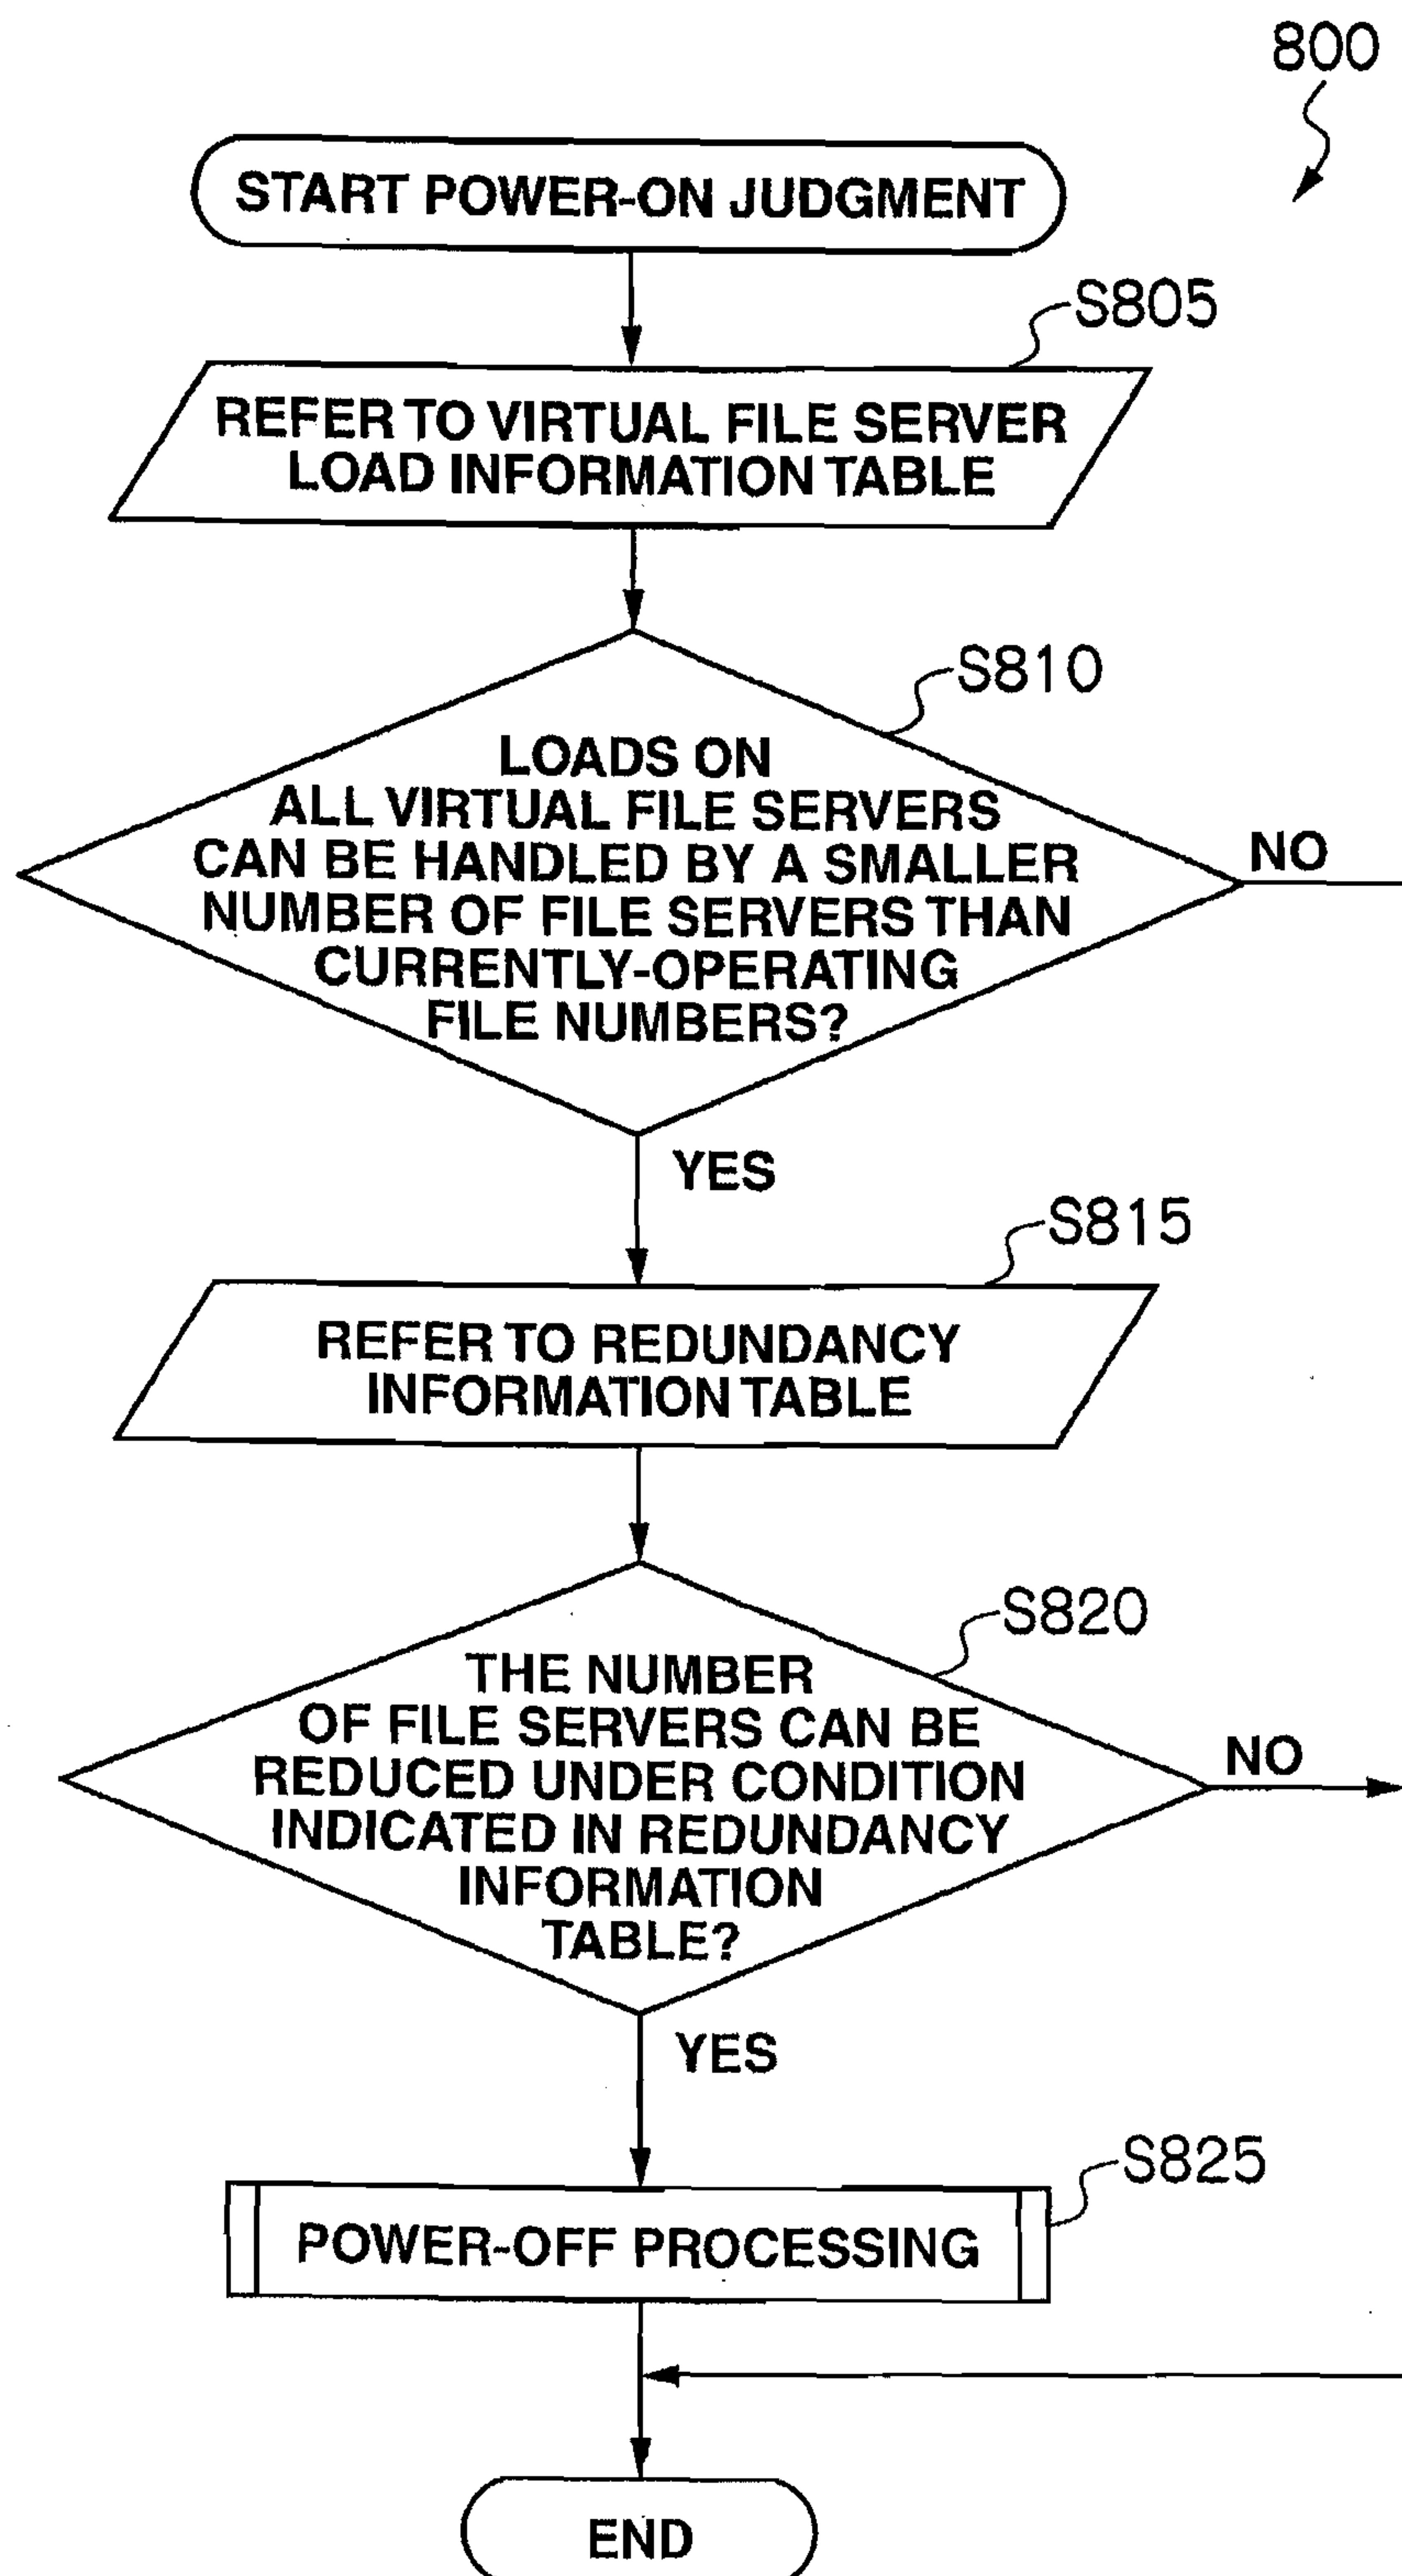 800
START POWER-ON JUDGMENT
S805
REFER TO VIRTUAL FILE SERVER
LOAD INFORMATION TABLE
S810
LOADS ON
ALL VIRTUAL FILE SERVERS
CAN BE HANDLED BY A SMALLER
NUMBER OF FILE SERVERS THAN
CURRENTLY-OPERATING
FILE NUMBERS?
NO
YES
S815
REFER TO REDUNDANCY
INFORMATION TABLE
S820
THE NUMBER
OF FILE SERVERS CAN BE
REDUCED UNDER CONDITION
INDICATED IN REDUNDANCY
INFORMATION
TABLE?
NO
YES
S825
POWER-OFF PROCESSING
END